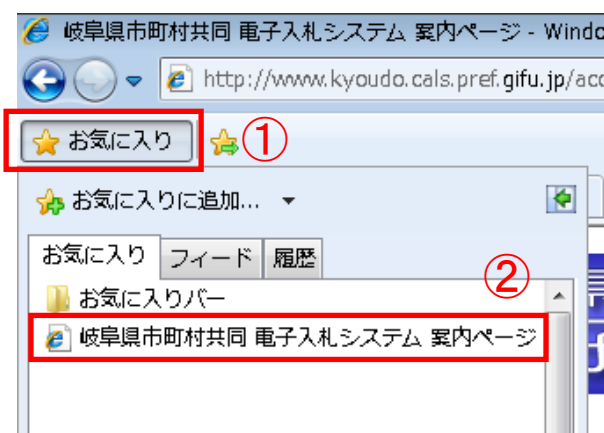 岐阜県市町村共同 電子入札システム 案内ページ - Windo
http://www.kyoudo.cals.pref.gifu.jp/acc
お気に入り ①
お気に入りに追加... ▼
お気に入り フィード 履歴
②
お気に入りバー
岐阜県市町村共同 電子入札システム 案内ページ